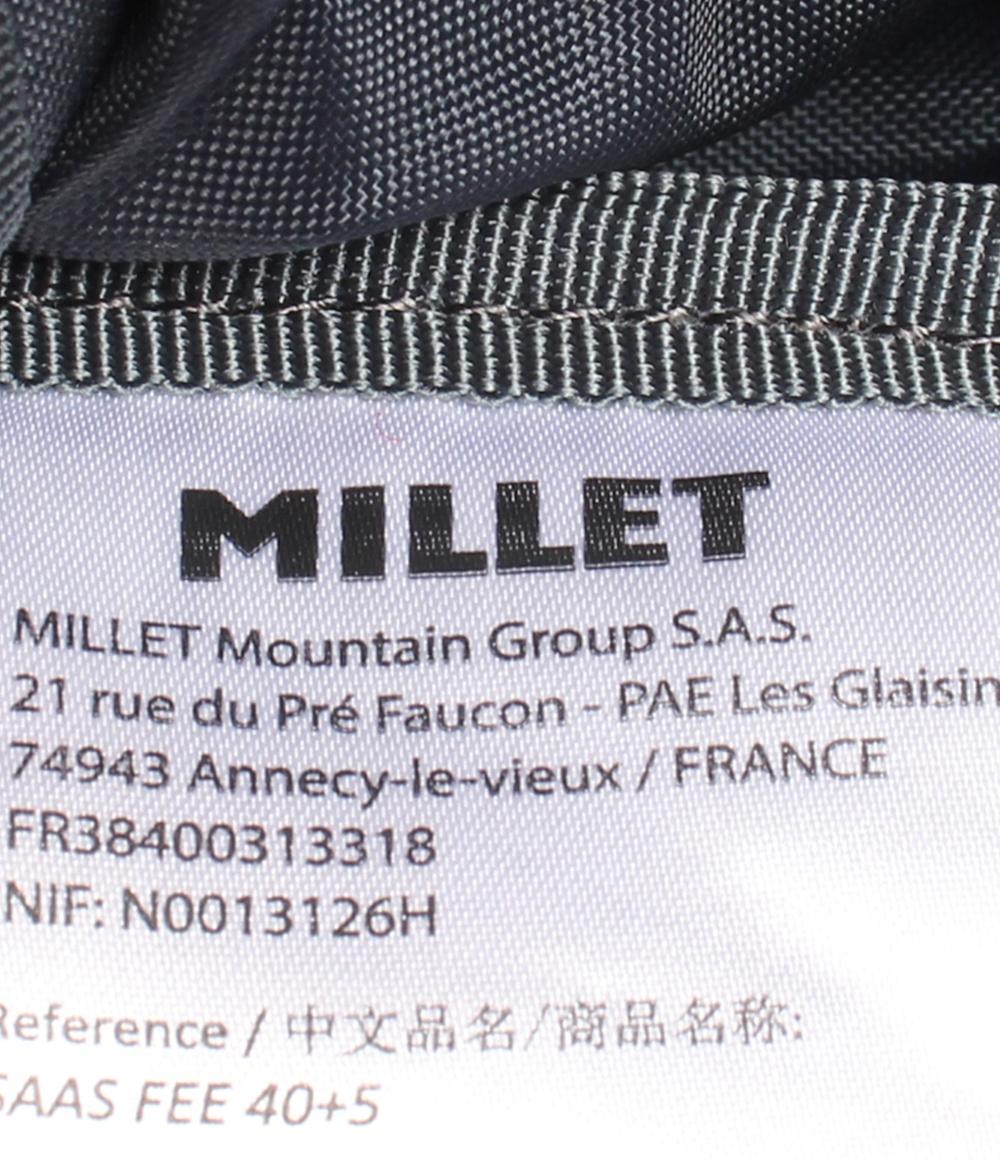 MILLET
MILLET Mountain Group S.A.S.
21 rue du Pré Faucon - PAE Les Glaisin
74943 Annecy-le-vieux / FRANCE
FR38400313318
NIF: N0013126H
Reference / 中文品名/商品名称:
SAAS FEE 40+5